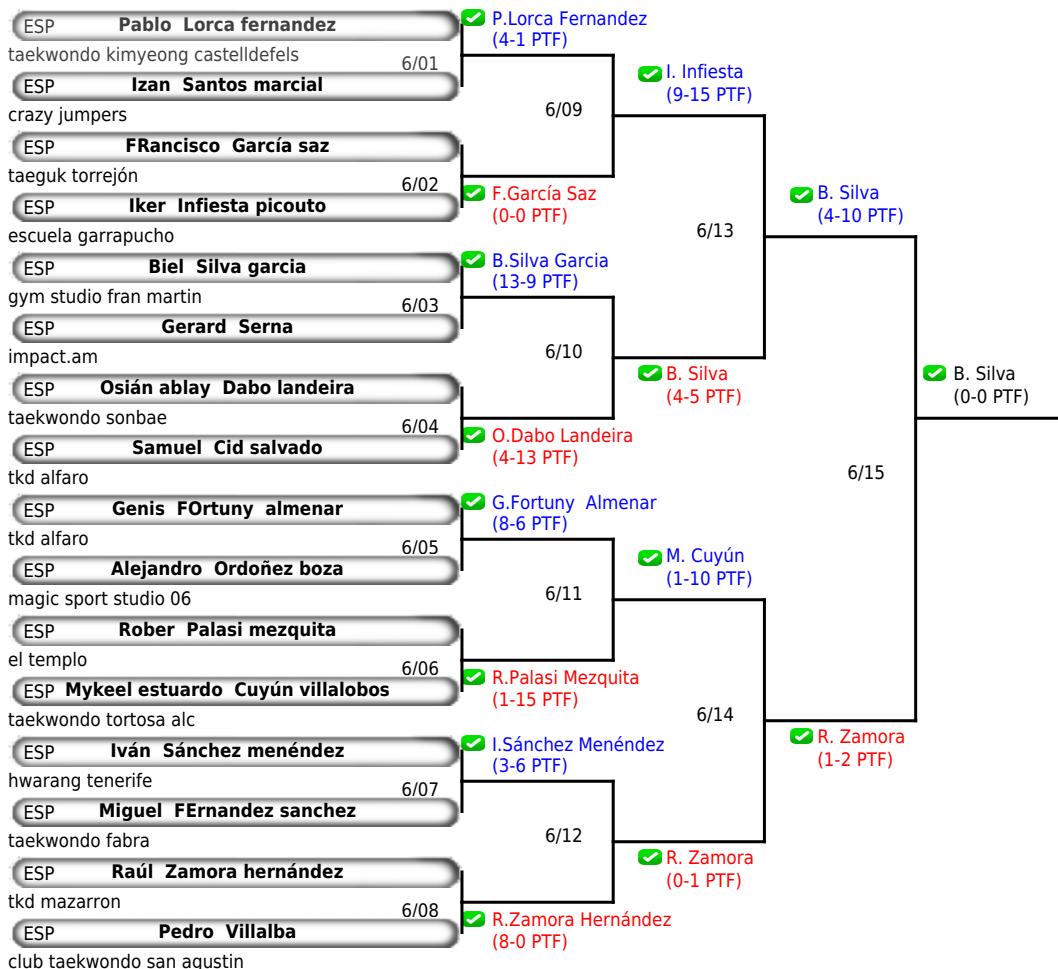 ESP Pablo Lorca fernandez
taekwondo kimyeong castelldefels
6/01
ESP Izan Santos marcial
crazy jumpers
ESP FRancisco García saz
taeguk torrejón
6/02
ESP Iker Infiesta picouto
escuela garrapucho
ESP Biel Silva garcia
gym studio fran martin
6/03
ESP Gerard Serna
impact.am
ESP Osián ablay Dabo landeira
taekwondo sonbae
6/04
ESP Samuel Cid salvado
tkd alfaro
ESP Genis FOrtuny almenar
tkd alfaro
6/05
ESP Alejandro Ordoñez boza
magic sport studio 06
ESP Rober Palasi mezquita
el templo
6/06
ESP Mykeel estuardo Cuyún villalobos
taekwondo tortosa alc
ESP Iván Sánchez menéndez
hwarang tenerife
6/07
ESP Miguel FErnandez sanchez
taekwondo fabra
ESP Raúl Zamora hernández
tkd mazarron
6/08
ESP Pedro Villalba
club taekwondo san agustin
P.Lorca Fernandez
(4-1 PTF)
6/09
F.García Saz
(0-0 PTF)
B.Silva Garcia
(13-9 PTF)
6/10
O.Dabo Landeira
(4-13 PTF)
G.Fortuny Almenar
(8-6 PTF)
6/11
R.Palasi Mezquita
(1-15 PTF)
I.Sánchez Menéndez
(3-6 PTF)
6/12
R.Zamora Hernández
(8-0 PTF)
I. Infiesta
(9-15 PTF)
6/13
B. Silva
(4-5 PTF)
M. Cuyún
(1-10 PTF)
6/14
R. Zamora
(0-1 PTF)
B. Silva
(4-10 PTF)
6/15
R. Zamora
(1-2 PTF)
B. Silva
(0-0 PTF)